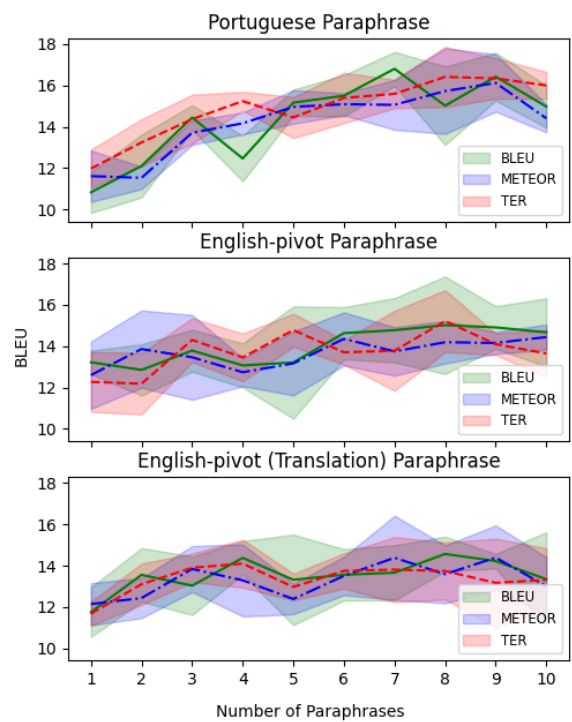 Portuguese Paraphrase
18
16
14
12
10
BLEU
METEOR
TER
English-pivot Paraphrase
18
16
14
12
10
BLEU
BLEU
METEOR
TER
English-pivot (Translation) Paraphrase
18
16
14
12
10
BLEU
METEOR
TER
1 2 3 4 5 6 7 8 9 10
Number of Paraphrases